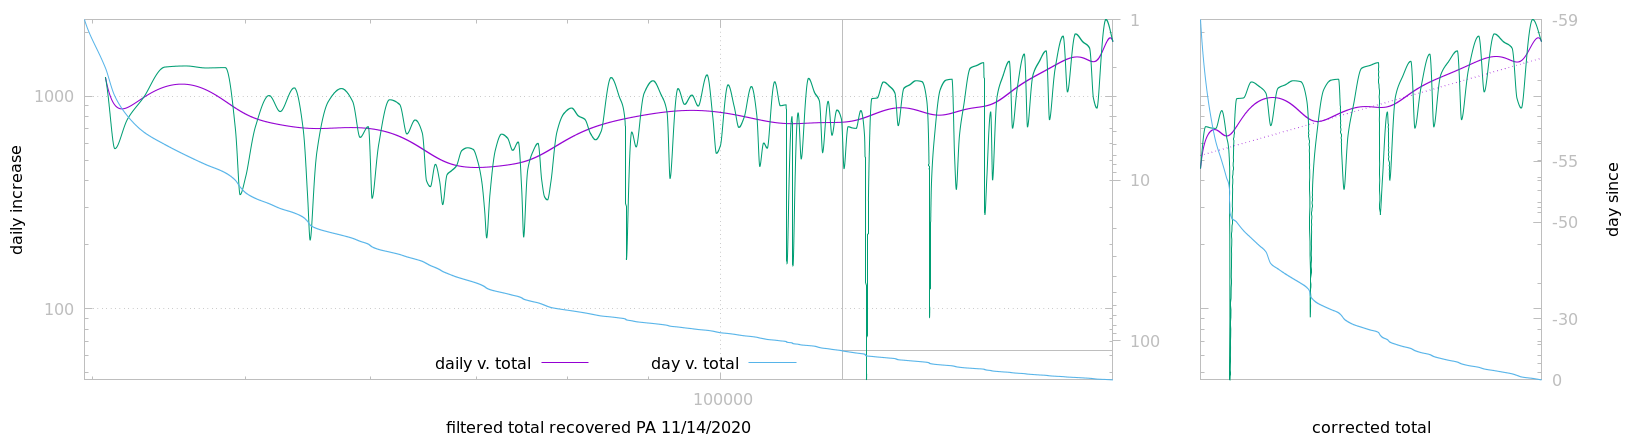 1000
100
daily increase
daily v. total
day v. total
100000
filtered total recovered PA 11/14/2020
1
10
100
day since
-59
-55
-50
-30
0
corrected total